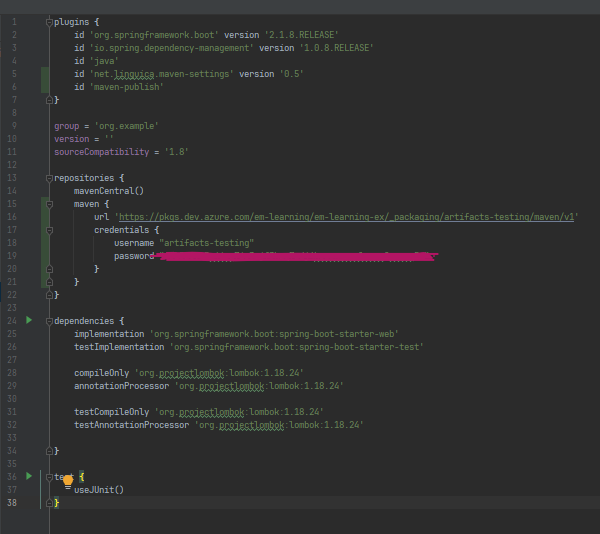 1 plugins {
2 id 'org.springframework.boot' version '2.1.8.RELEASE'
3 id 'io.spring.dependency-management' version '1.0.8.RELEASE'
4 id 'java'
5 id 'net.linguica.maven-settings' version '0.5'
6 id 'maven-publish'
7 }
8
9 group = 'org.example'
10 version = ''
11 sourceCompatibility = '1.8'
12
13 repositories {
14 mavenCentral()
15 maven {
16 url 'https://pkgs.dev.azure.com/em-learning/em-learning-ex/_packaging/artifacts-testing/maven/v1'
17 credentials {
18 username "artifacts-testing"
19 password
20 }
21 }
22 }
23
24 dependencies {
25 implementation 'org.springframework.boot:spring-boot-starter-web'
26 testImplementation 'org.springframework.boot:spring-boot-starter-test'
27
28 compileOnly 'org.projectlombok:lombok:1.18.24'
29 annotationProcessor 'org.projectlombok:lombok:1.18.24'
30
31 testCompileOnly 'org.projectlombok:lombok:1.18.24'
32 testAnnotationProcessor 'org.projectlombok:lombok:1.18.24'
33
34 }
35
36 test {
37 useJUnit()
38 }